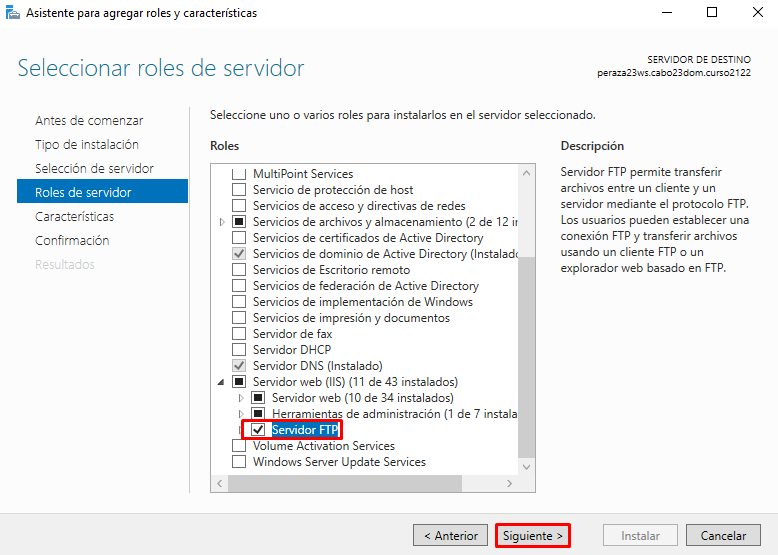 Asistente para agregar roles y características
Seleccionar roles de servidor
SERVIDOR DE DESTINO
peraza23ws.cabo23dom.curso2122
Antes de comenzar
Tipo de instalación
Selección de servidor
Roles de servidor
Características
Confirmación
Resultados
Seleccione uno o varios roles para instalarlos en el servidor seleccionado.
Roles
MultiPoint Services
Servicio de protección de host
Servicios de acceso y directivas de redes
Servicios de archivos y almacenamiento (2 de 12 in
Servicios de certificados de Active Directory
Servicios de dominio de Active Directory (Instalado
Servicios de Escritorio remoto
Servicios de federación de Active Directory
Servicios de implementación de Windows
Servicios de impresión y documentos
Servidor de fax
Servidor DHCP
Servidor DNS (Instalado)
Servidor web (IIS) (11 de 43 instalados)
Servidor web (10 de 34 instalados)
Herramientas de administración (1 de 7 instala
Servidor FTP
Volume Activation Services
Windows Server Update Services
Descripción
Servidor FTP permite transferir
archivos entre un cliente y un
servidor mediante el protocolo FTP.
Los usuarios pueden establecer una
conexión FTP y transferir archivos
usando un cliente FTP o un
explorador web basado en FTP.
< Anterior
Siguiente >
Instalar
Cancelar